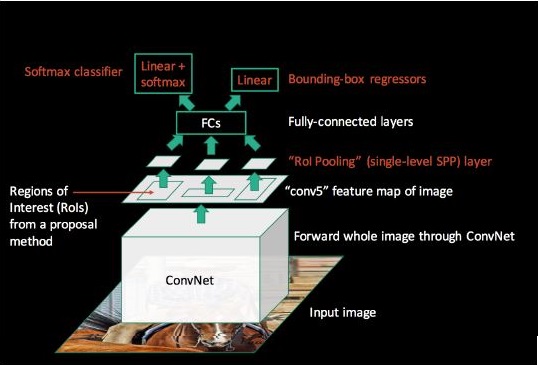 Softmax classifier
Linear +
softmax
Linear
Bounding-box regressors
FCs
Fully-connected layers
"RoI Pooling" (single-level SPP) layer
Regions of
Interest (RoIs)
from a proposal
method
"conv5" feature map of image
Forward whole image through ConvNet
ConvNet
Input image